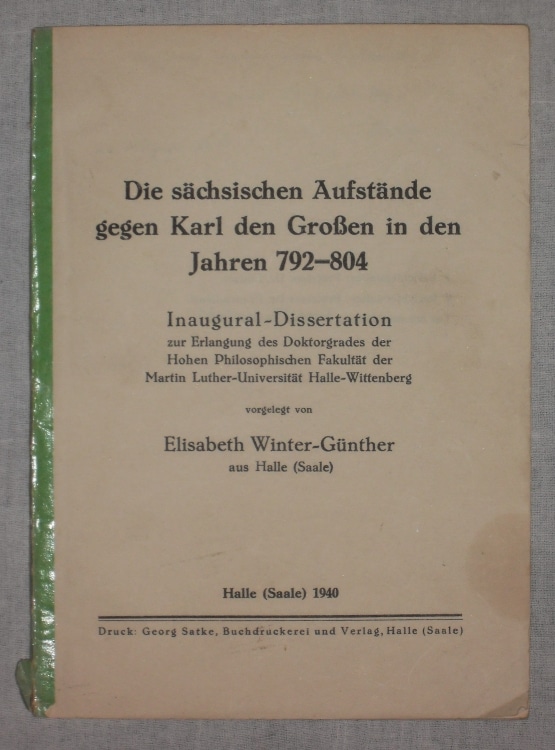 Die sächsischen Aufstände
gegen Karl den Großen in den
Jahren 792–804
Inaugural-Dissertation
zur Erlangung des Doktorgrades der
Hohen Philosophischen Fakultät der
Martin Luther-Universität Halle-Wittenberg
vorgelegt von
Elisabeth Winter-Günther
aus Halle (Saale)
Halle (Saale) 1940
Druck: Georg Satke, Buchdruckerei und Verlag, Halle (Saale)